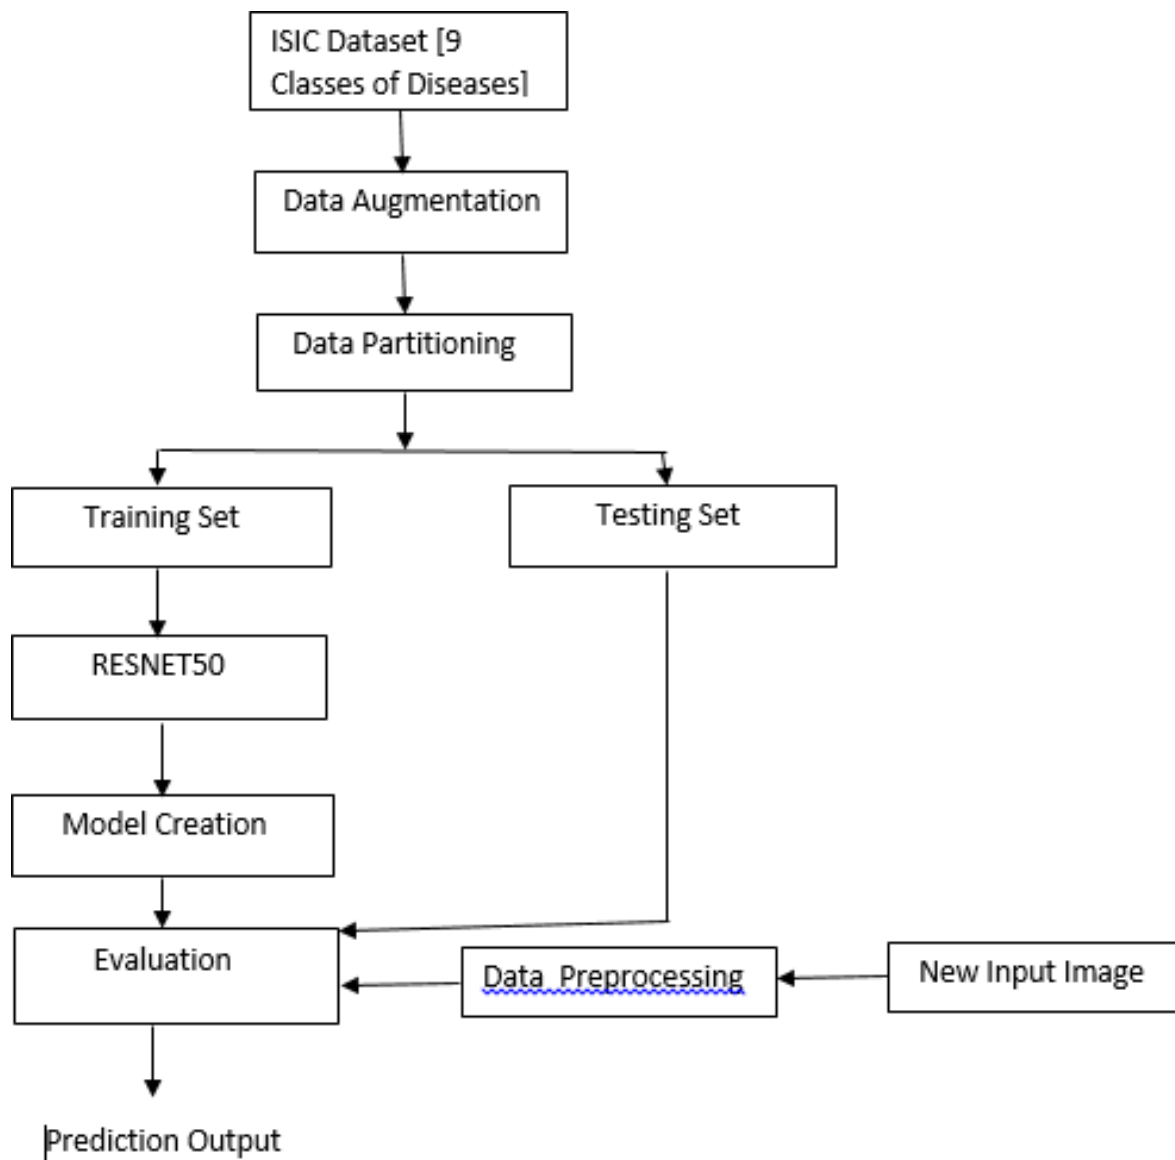 ISIC Dataset [9
Classes of Diseases]
Data Augmentation
Data Partitioning
Training Set
Testing Set
RESNET50
Model Creation
Evaluation
Data Preprocessing
New Input Image
Prediction Output